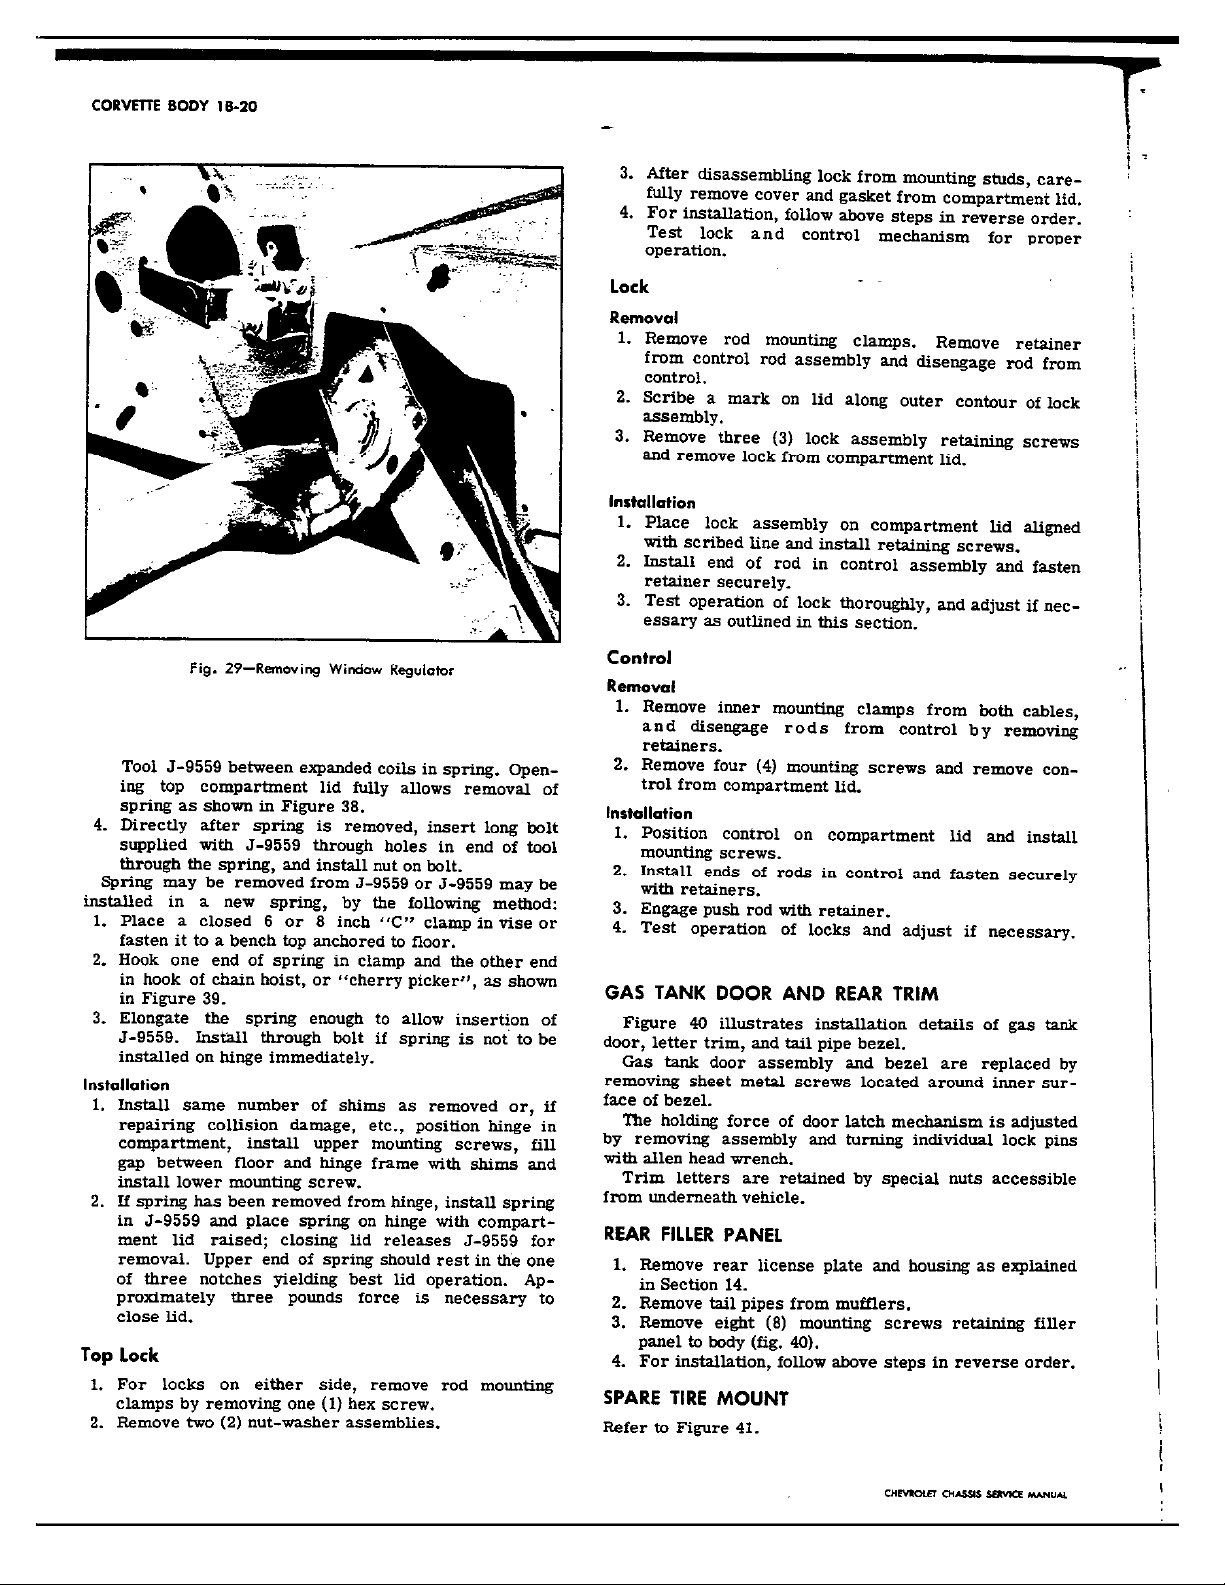 CORVETTE BODY 18-20
Fig. 29—Removing Window Regulator
Tool J-9559 between expanded coils in spring. Open-
ing top compartment lid fully allows removal of
spring as shown in Figure 38.
4. Directly after spring is removed, insert long bolt
supplied with J-9559 through holes in end of tool
through the spring, and install nut on bolt.
Spring may be removed from J-9559 or J-9559 may be
installed in a new spring, by the following method:
1. Place a closed 6 or 8 inch "C" clamp in vise or
fasten it to a bench top anchored to floor.
2. Hook one end of spring in clamp and the other end
in hook of chain hoist, or "cherry picker", as shown
in Figure 39.
3. Elongate the spring enough to allow insertion of
J-9559. Install through bolt if spring is not to be
installed on hinge immediately.
Installation
1. Install same number of shims as removed or, if
repairing collision damage, etc., position hinge in
compartment, install upper mounting screws, fill
gap between floor and hinge frame with shims and
install lower mounting screw.
2. If spring has been removed from hinge, install spring
in J-9559 and place spring on hinge with compart-
ment lid raised; closing lid releases J-9559 for
removal. Upper end of spring should rest in the one
of three notches yielding best lid operation. Ap-
proximately three pounds force is necessary to
close lid.
Top Lock
1. For locks on either side, remove rod mounting
clamps by removing one (1) hex screw.
2. Remove two (2) nut-washer assemblies.
3. After disassembling lock from mounting studs, care-
fully remove cover and gasket from compartment lid.
4. For installation, follow above steps in reverse order.
Test lock and control mechanism for proper
operation.
Lock
Removal
1. Remove rod mounting clamps. Remove retainer
from control rod assembly and disengage rod from
control.
2. Scribe a mark on lid along outer contour of lock
assembly.
3. Remove three (3) lock assembly retaining screws
and remove lock from compartment lid.
Installation
1. Place lock assembly on compartment lid aligned
with scribed line and install retaining screws.
2. Install end of rod in control assembly and fasten
retainer securely.
3. Test operation of lock thoroughly, and adjust if nec-
essary as outlined in this section.
Control
Removal
1. Remove inner mounting clamps from both cables,
and disengage rods from control by removing
retainers.
2. Remove four (4) mounting screws and remove con-
trol from compartment lid.
Installation
1. Position control on compartment lid and install
mounting screws.
2. Install ends of rods in control and fasten securely
with retainers.
3. Engage push rod with retainer.
4. Test operation of locks and adjust if necessary.
GAS TANK DOOR AND REAR TRIM
Figure 40 illustrates installation details of gas tank
door, letter trim, and tail pipe bezel.
Gas tank door assembly and bezel are replaced by
removing sheet metal screws located around inner sur-
face of bezel.
The holding force of door latch mechanism is adjusted
by removing assembly and turning individual lock pins
with allen head wrench.
Trim letters are retained by special nuts accessible
from underneath vehicle.
REAR FILLER PANEL
1. Remove rear license plate and housing as explained
in Section 14.
2. Remove tail pipes from mufflers.
3. Remove eight (8) mounting screws retaining filler
panel to body (fig. 40).
4. For installation, follow above steps in reverse order.
SPARE TIRE MOUNT
Refer to Figure 41.
CHEVROLET CHASSIS SERVICE MANUAL